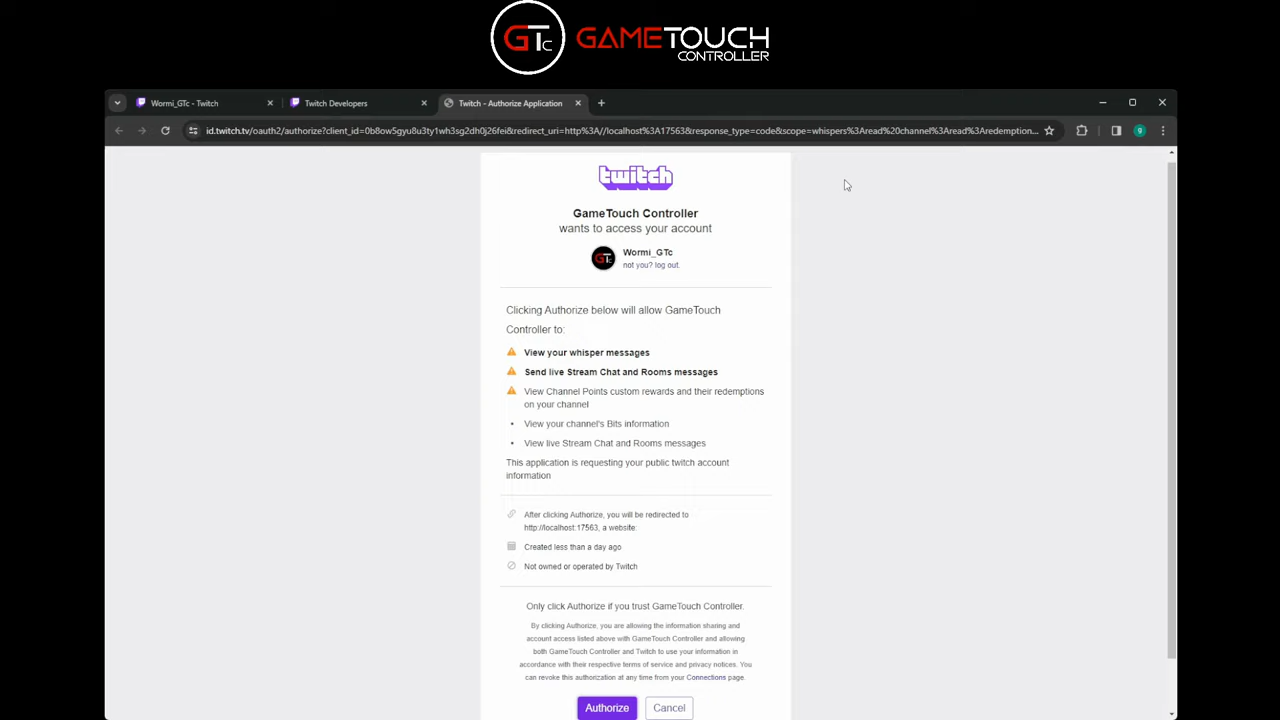 GTc GAMETOUCH
CONTROLLER
Wormi_GTc - Twitch
Twitch Developers
Twitch - Authorize Application
id.twitch.tv/oauth2/authorize?client_id=0b8ow5gyu8u3ty1wh3sg2dh0j26fei&redirect_uri=http%3A//localhost%3A17563&response_type=code&scope=whispers%3Aread%20channel%3Aread%3Aredemption...
9
twitch
GameTouch Controller
wants to access your account
GTc
Wormi_GTc
not you? log out.
Clicking Authorize below will allow GameTouch
Controller to:
View your whisper messages
Send live Stream Chat and Rooms messages
View Channel Points custom rewards and their redemptions
on your channel
• View your channel's Bits information
• View live Stream Chat and Rooms messages
This application is requesting your public twitch account
information
After clicking Authorize, you will be redirected to
http://localhost:17563, a website:
Created less than a day ago
Not owned or operated by Twitch
Only click Authorize if you trust GameTouch Controller.
By clicking Authorize, you are allowing the information sharing and
account access listed above with GameTouch Controller and allowing
both GameTouch Controller and Twitch to use your information in
accordance with their respective terms of service and privacy notices. You
can revoke this authorization at any time from your Connections page.
Authorize
Cancel